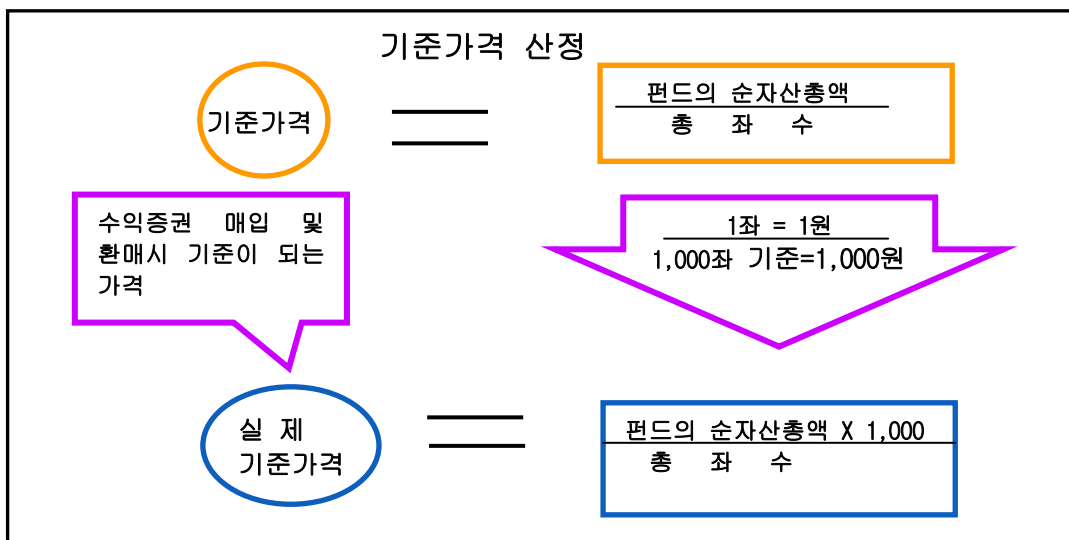 기준가격 산정
기준가격
=
펀드의 순자산총액
총 좌 수
수익증권 매입 및
환매시 기준이 되는
가격
1좌 = 1원
1,000좌 기준=1,000원
실 제
기준가격
=
펀드의 순자산총액 X 1,000
총 좌 수